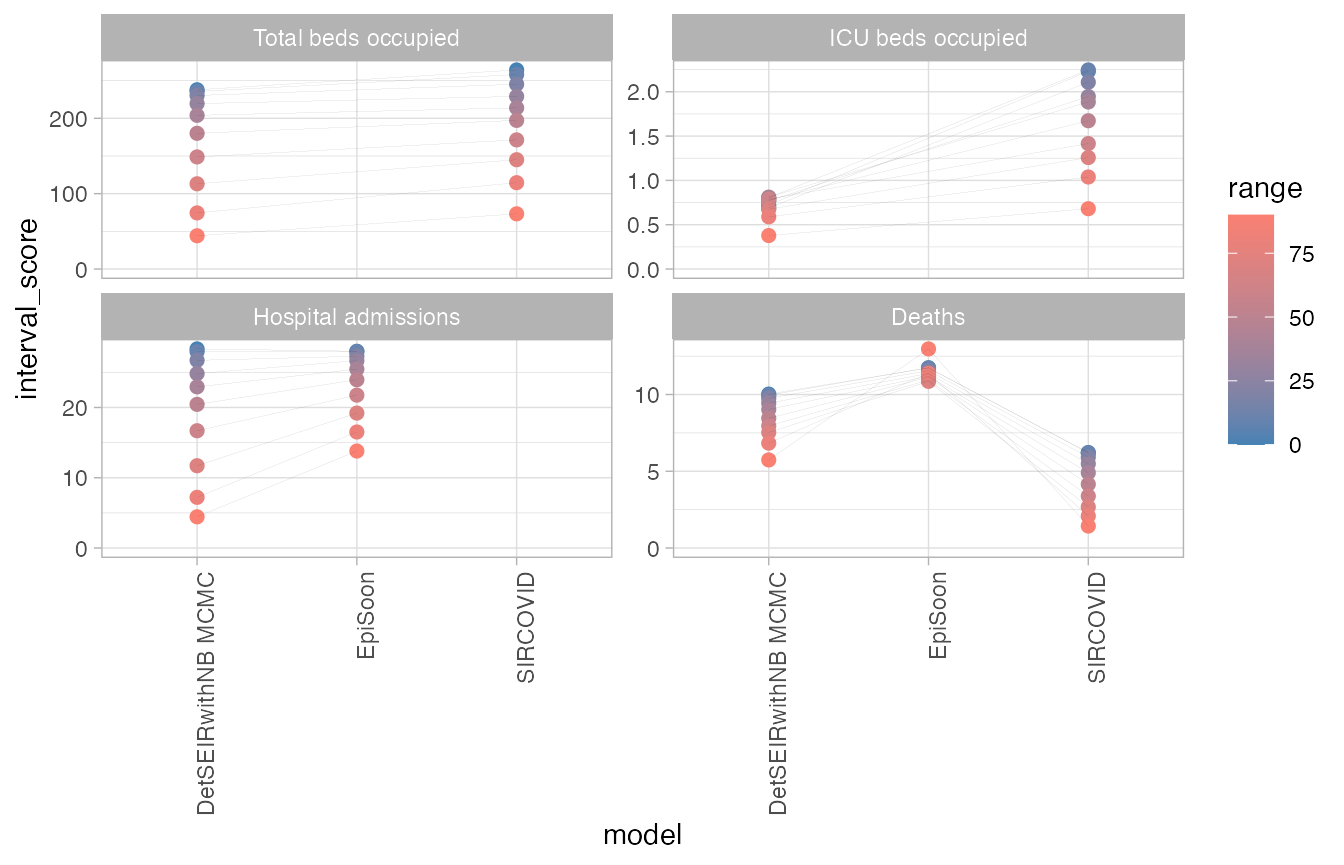 Total beds occupied
ICU beds occupied
200
100
0
2.0
1.5
1.0
0.5
0.0
Hospital admissions
Deaths
20
10
0
10
5
0
interval_score
DetSEIRwithNB MCMC
EpiSoon
SIRCOVID
DetSEIRwithNB MCMC
EpiSoon
SIRCOVID
model
range
75
50
25
0